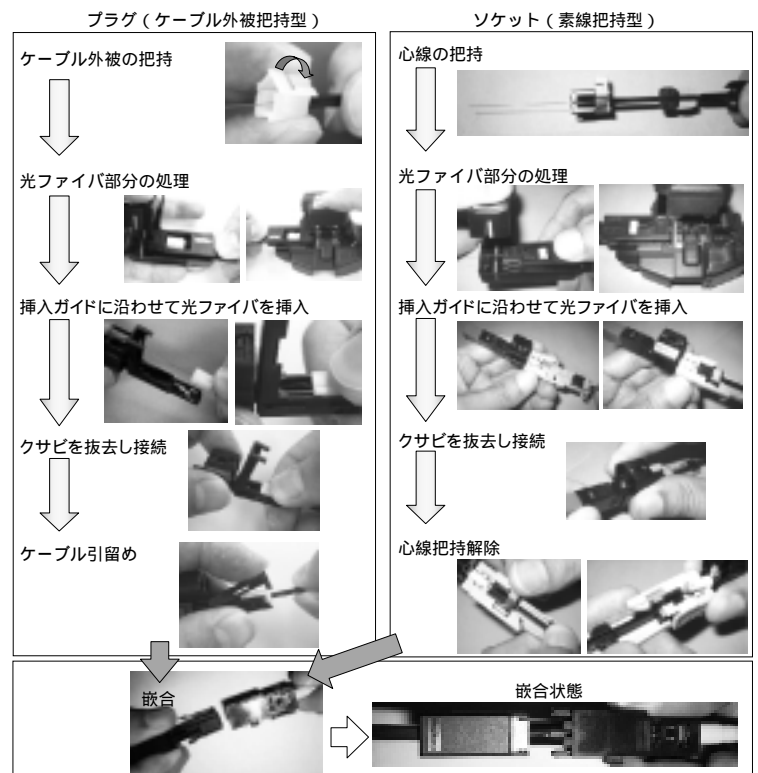 プラグ(ケーブル外被把持型)
ケーブル外被の把持
光ファイバ部分の処理
挿入ガイドに沿わせて光ファイバを挿入
クサビを抜去し接続
ケーブル引留め
ソケット(素線把持型)
心線の把持
光ファイバ部分の処理
挿入ガイドに沿わせて光ファイバを挿入
クサビを抜去し接続
心線把持解除
嵌合
嵌合状態